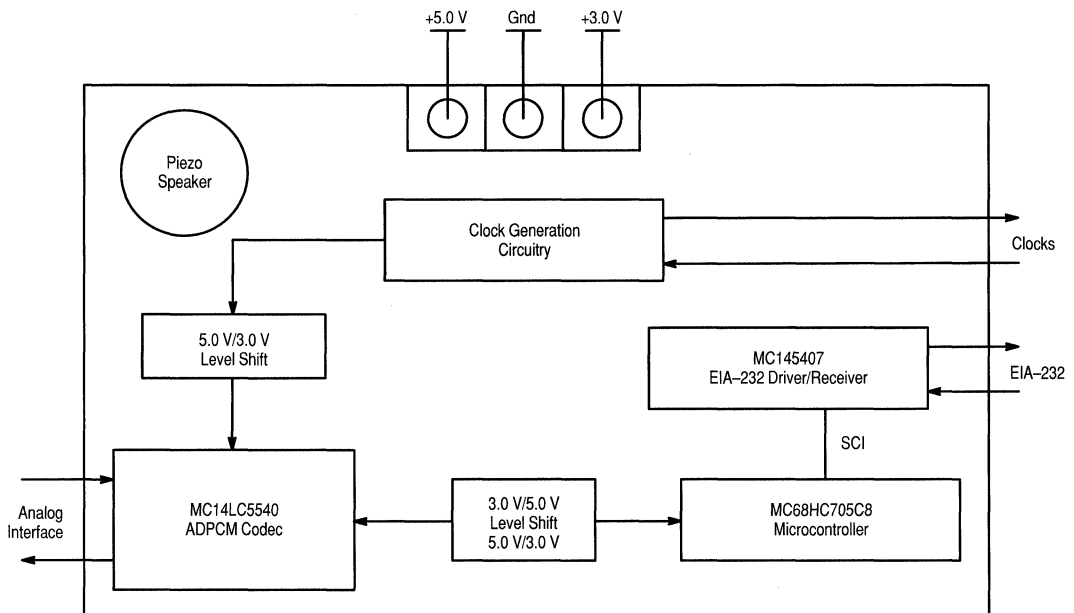 +5.0 V
Gnd
+3.0 V
Piezo
Speaker
Clock Generation
Circuitry
Clocks
5.0 V/3.0 V
Level Shift
MC145407
EIA–232 Driver/Receiver
EIA–232
SCI
Analog
Interface
MC14LC5540
ADPCM Codec
3.0 V/5.0 V
Level Shift
5.0 V/3.0 V
MC68HC705C8
Microcontroller